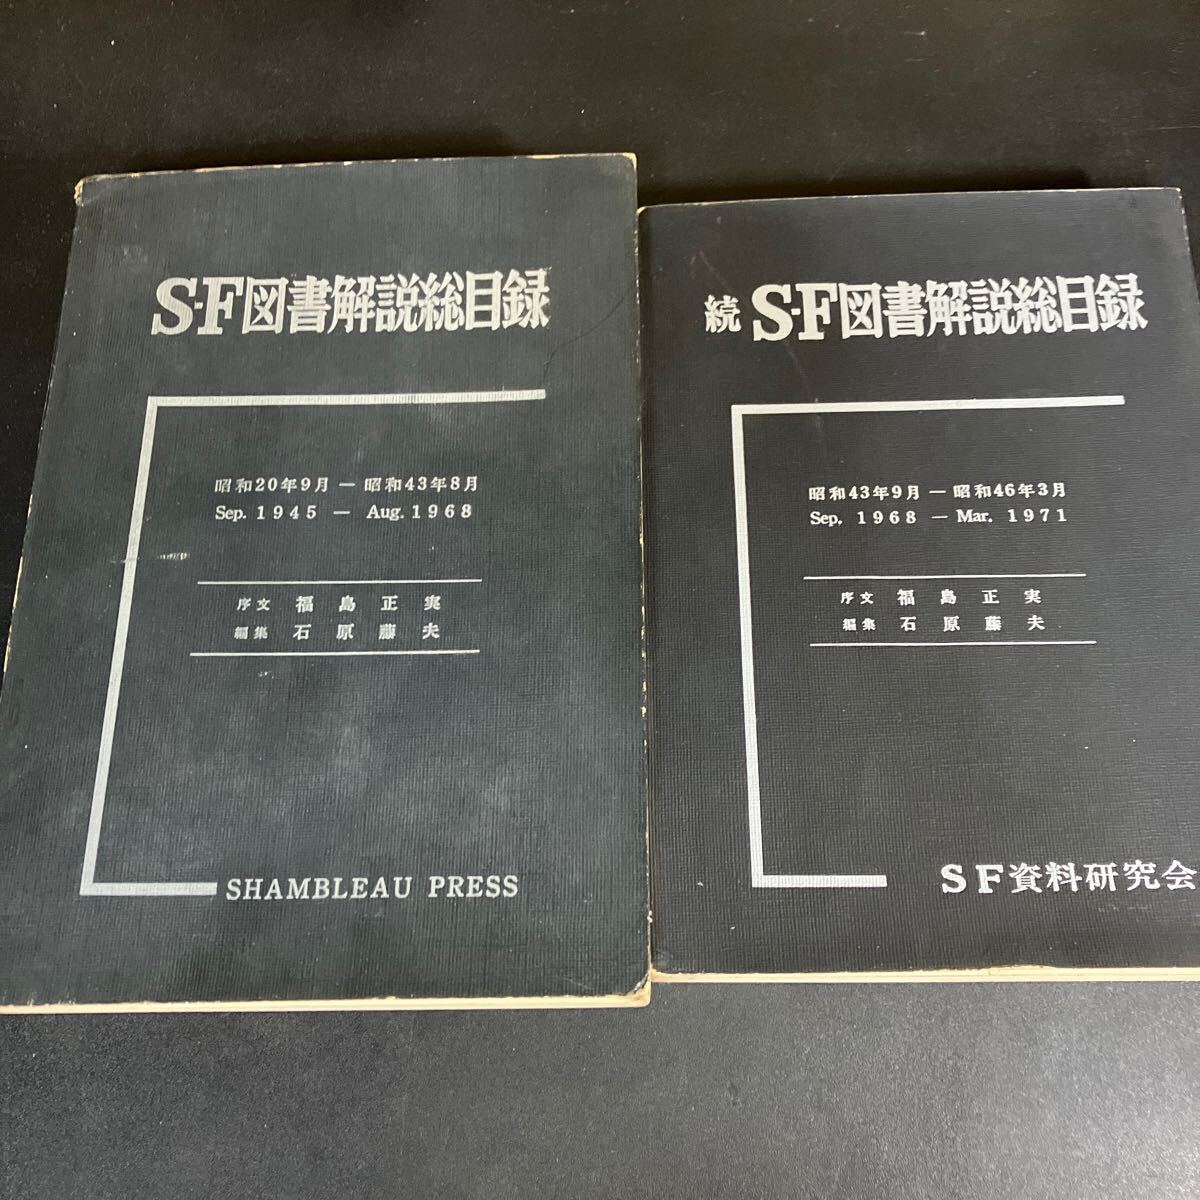 S-F図書解説総目録
昭和20年9月 — 昭和43年8月
Sep. 1945 — Aug. 1968
序文 福島正実
編集 石原藤夫
SHAMBLEAU PRESS
続 S-F図書解説総目録
昭和43年9月 — 昭和46年3月
Sep. 1968 — Mar. 1971
序文 福島正実
編集 石原藤夫
SF資料研究会